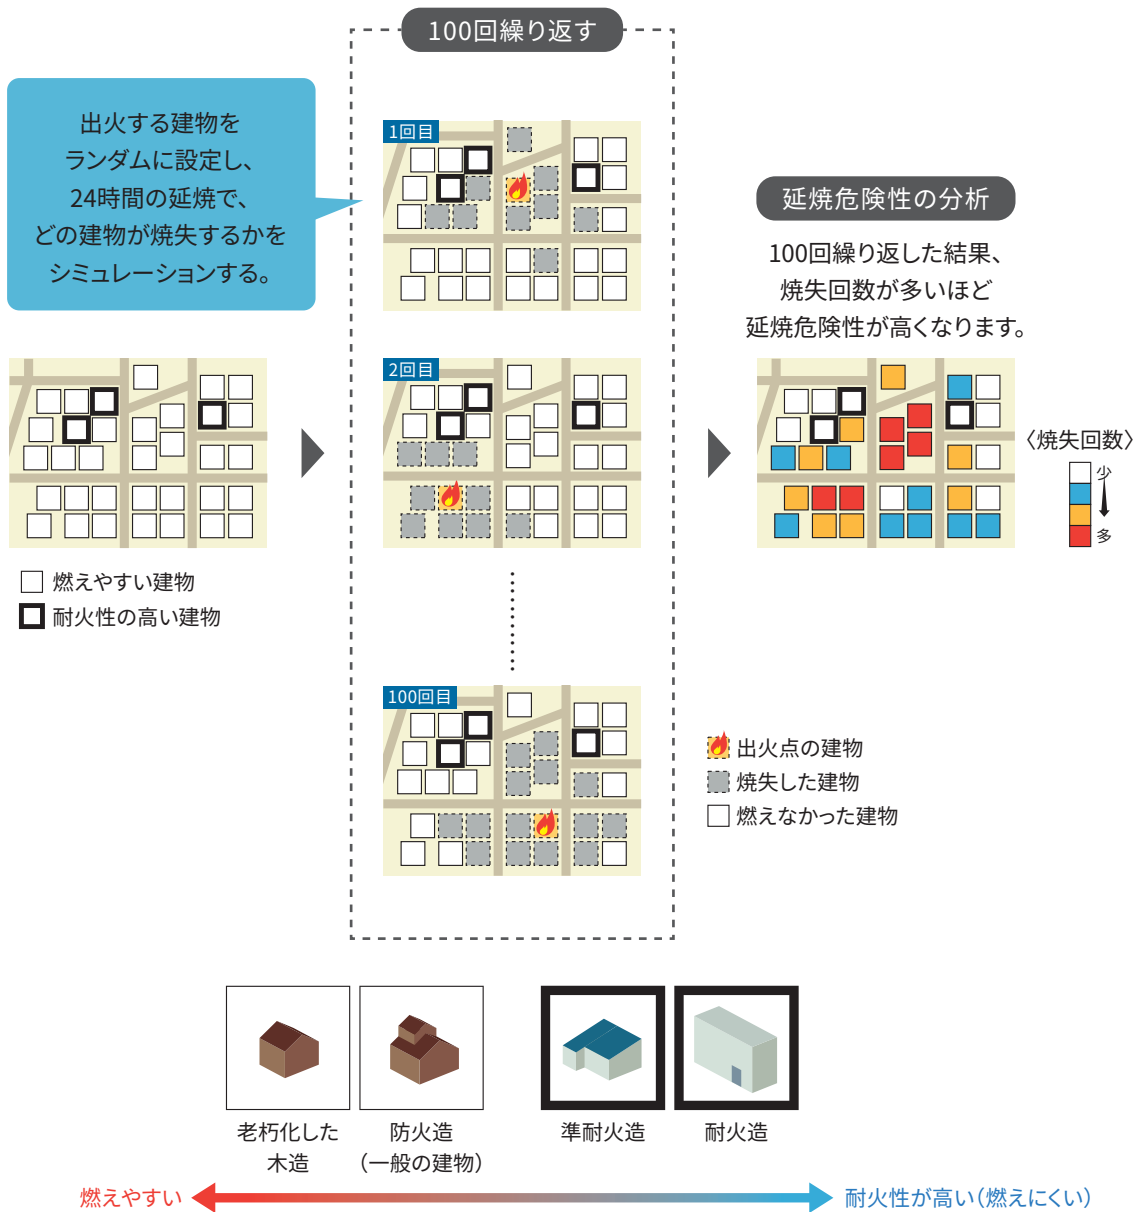 100回繰り返す
出火する建物を
ランダムに設定し、
24時間の延焼で、
どの建物が焼失するかを
シミュレーションする。
1回目
延焼危険性の分析
100回繰り返した結果、
焼失回数が多いほど
延焼危険性が高くなります。
2回目
〈焼失回数〉
少
多
燃えやすい建物
耐火性の高い建物
100回目
出火点の建物
焼失した建物
燃えなかった建物
老朽化した
木造
防火造
（一般の建物）
準耐火造
耐火造
燃えやすい
耐火性が高い（燃えにくい）